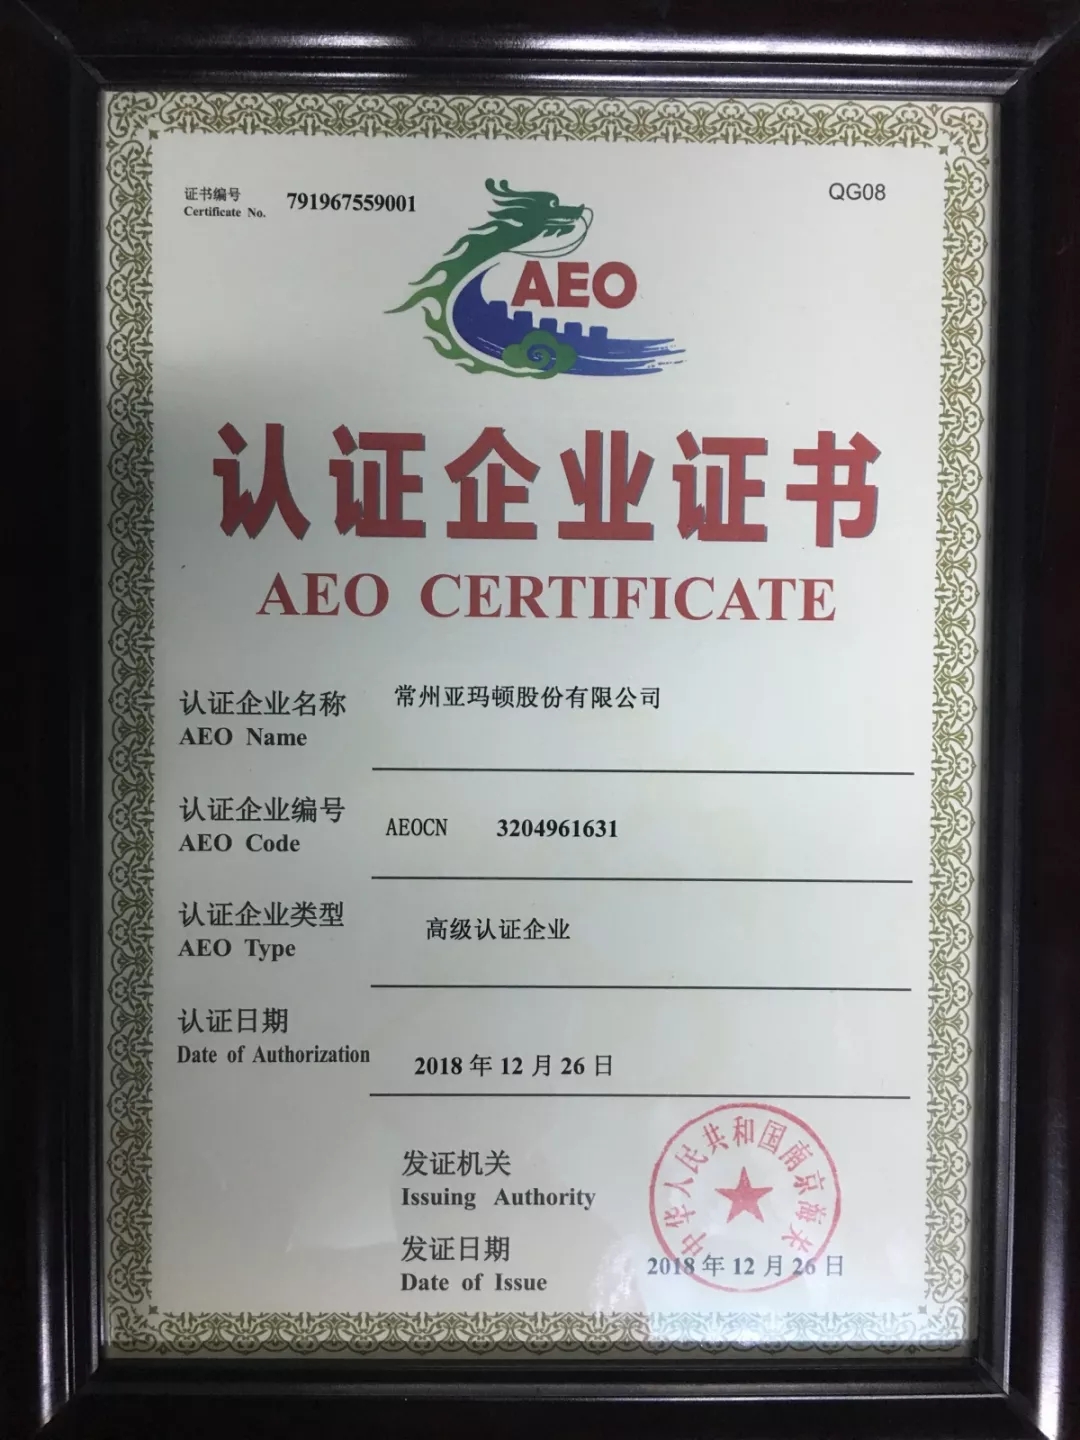 证书编号
Certificate No.
791967559001
QG08
AEO
认证企业证书
AEO CERTIFICATE
认证企业名称
常州亚玛顿股份有限公司
AEO Name
认证企业编号
AEOCN 3204961631
AEO Code
认证企业类型
高级认证企业
AEO Type
认证日期
Date of Authorization
2018 年 12 月 26 日
发证机关
Issuing Authority
中华人民共和国南京海关
发证日期
2018 年 12 月 26 日
Date of Issue